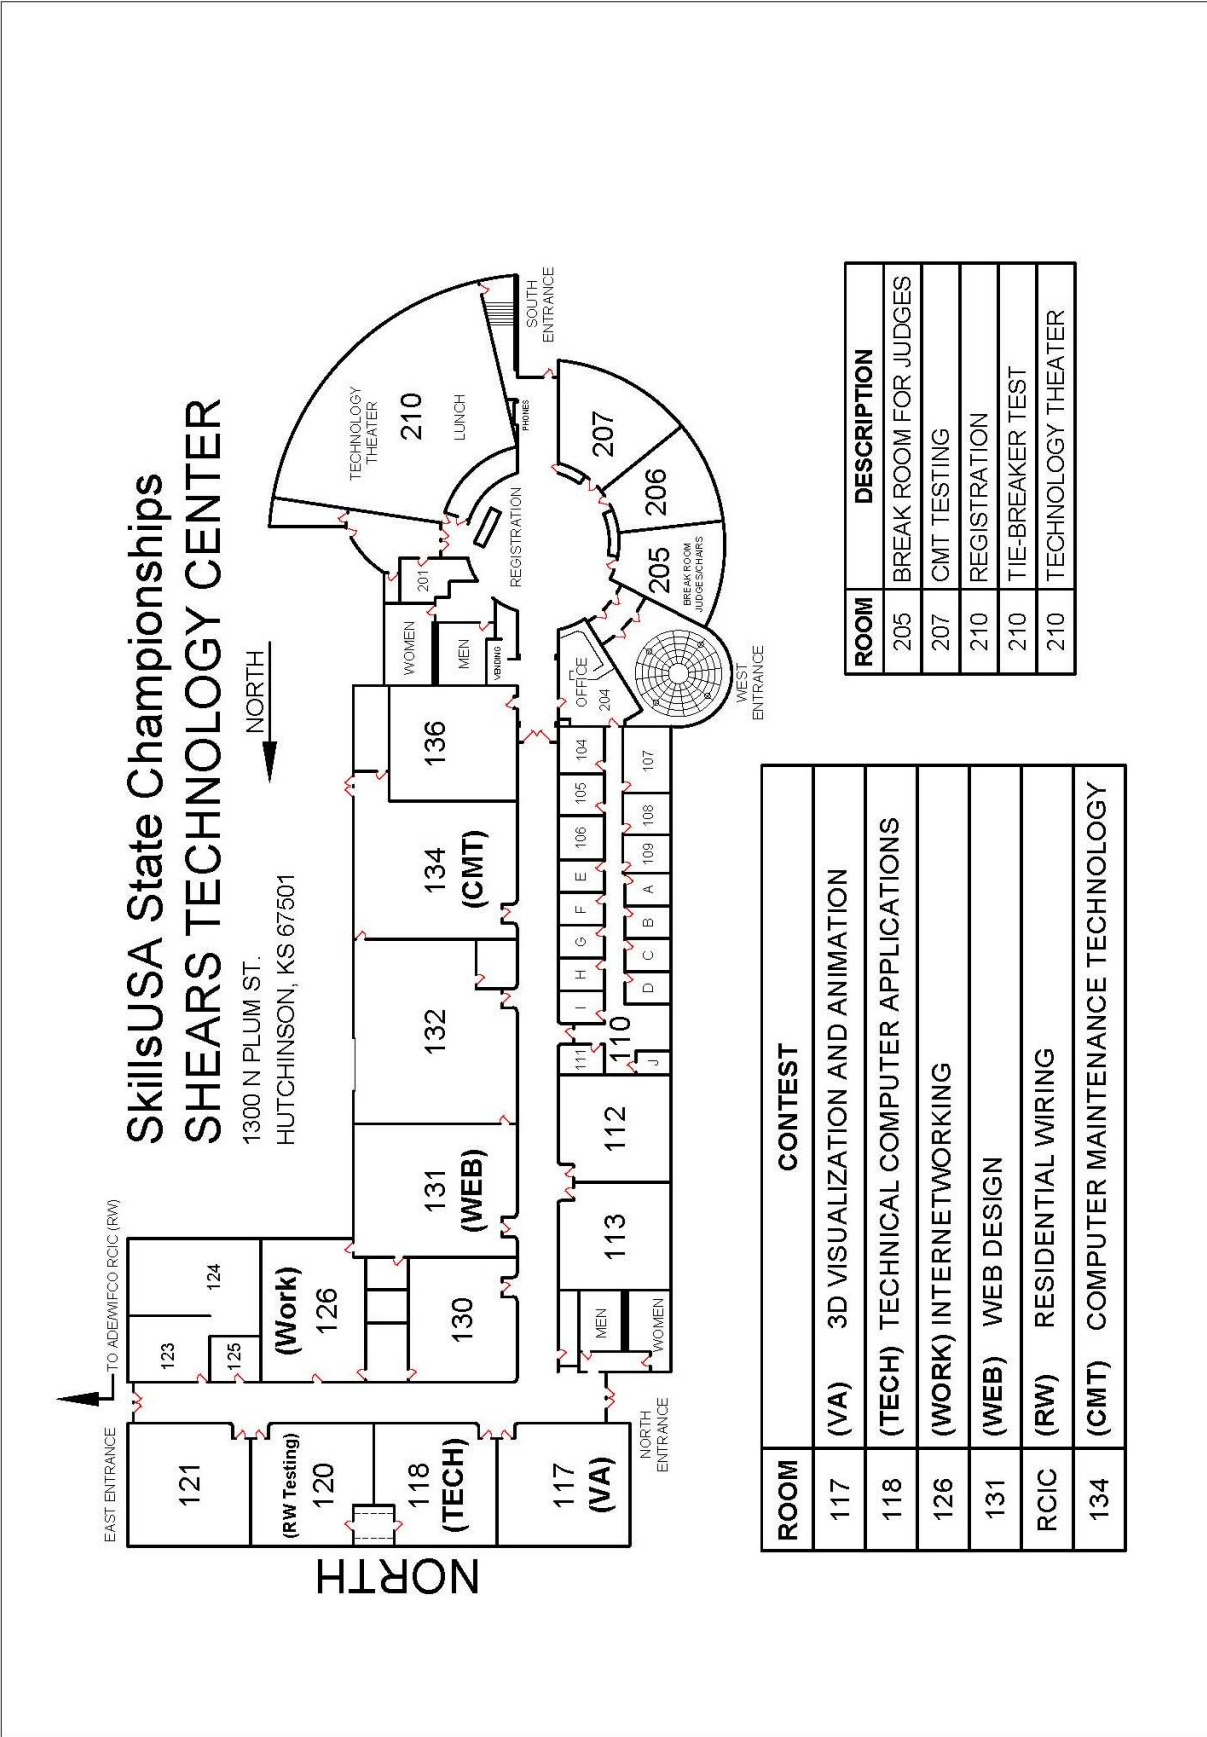 SkillsUSA State Championships
SHEARS TECHNOLOGY CENTER
1300 N PLUM ST.
HUTCHINSON, KS 67501
NORTH
TO ADE/WIFCO RCIC (RW)
EAST ENTRANCE
NORTH
121
(RW Testing)
120
118
(TECH)
117
(VA)
NORTH
ENTRANCE
123
124
125
(Work)
126
130
131
(WEB)
132
134
(CMT)
136
WOMEN
MEN
VENDING
201
REGISTRATION
TECHNOLOGY
THEATER
210
LUNCH
PHONES
SOUTH
ENTRANCE
MEN
WOMEN
113
112
111
110
J
I
H
G
F
E
106
105
104
D
C
B
A
109
108
107
OFFICE
204
WEST
ENTRANCE
205
BREAK ROOM
JUDGES/CHAIRS
206
207
ROOM CONTEST
117 (VA) 3D VISUALIZATION AND ANIMATION
118 (TECH) TECHNICAL COMPUTER APPLICATIONS
126 (WORK) INTERNETWORKING
131 (WEB) WEB DESIGN
RCIC (RW) RESIDENTIAL WIRING
134 (CMT) COMPUTER MAINTENANCE TECHNOLOGY
ROOM DESCRIPTION
205 BREAK ROOM FOR JUDGES
207 CMT TESTING
210 REGISTRATION
210 TIE-BREAKER TEST
210 TECHNOLOGY THEATER